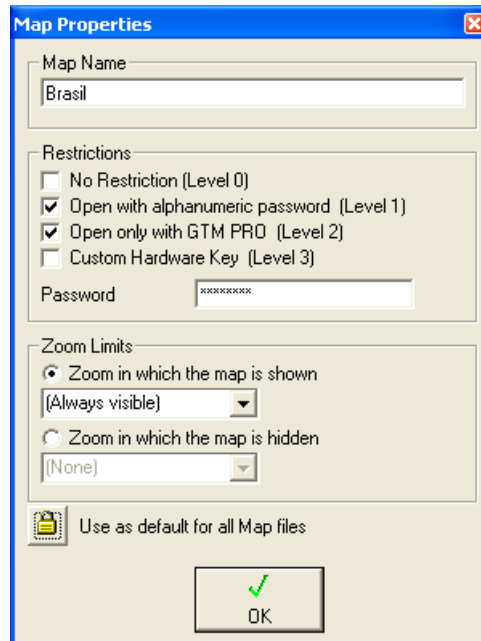 Map Properties
Map Name
Brasil
Restrictions
No Restriction (Level 0)
Open with alphanumeric password (Level 1)
Open only with GTM PRO (Level 2)
Custom Hardware Key (Level 3)
Password ********
Zoom Limits
Zoom in which the map is shown
(Always visible)
Zoom in which the map is hidden
(None)
Use as default for all Map files
OK